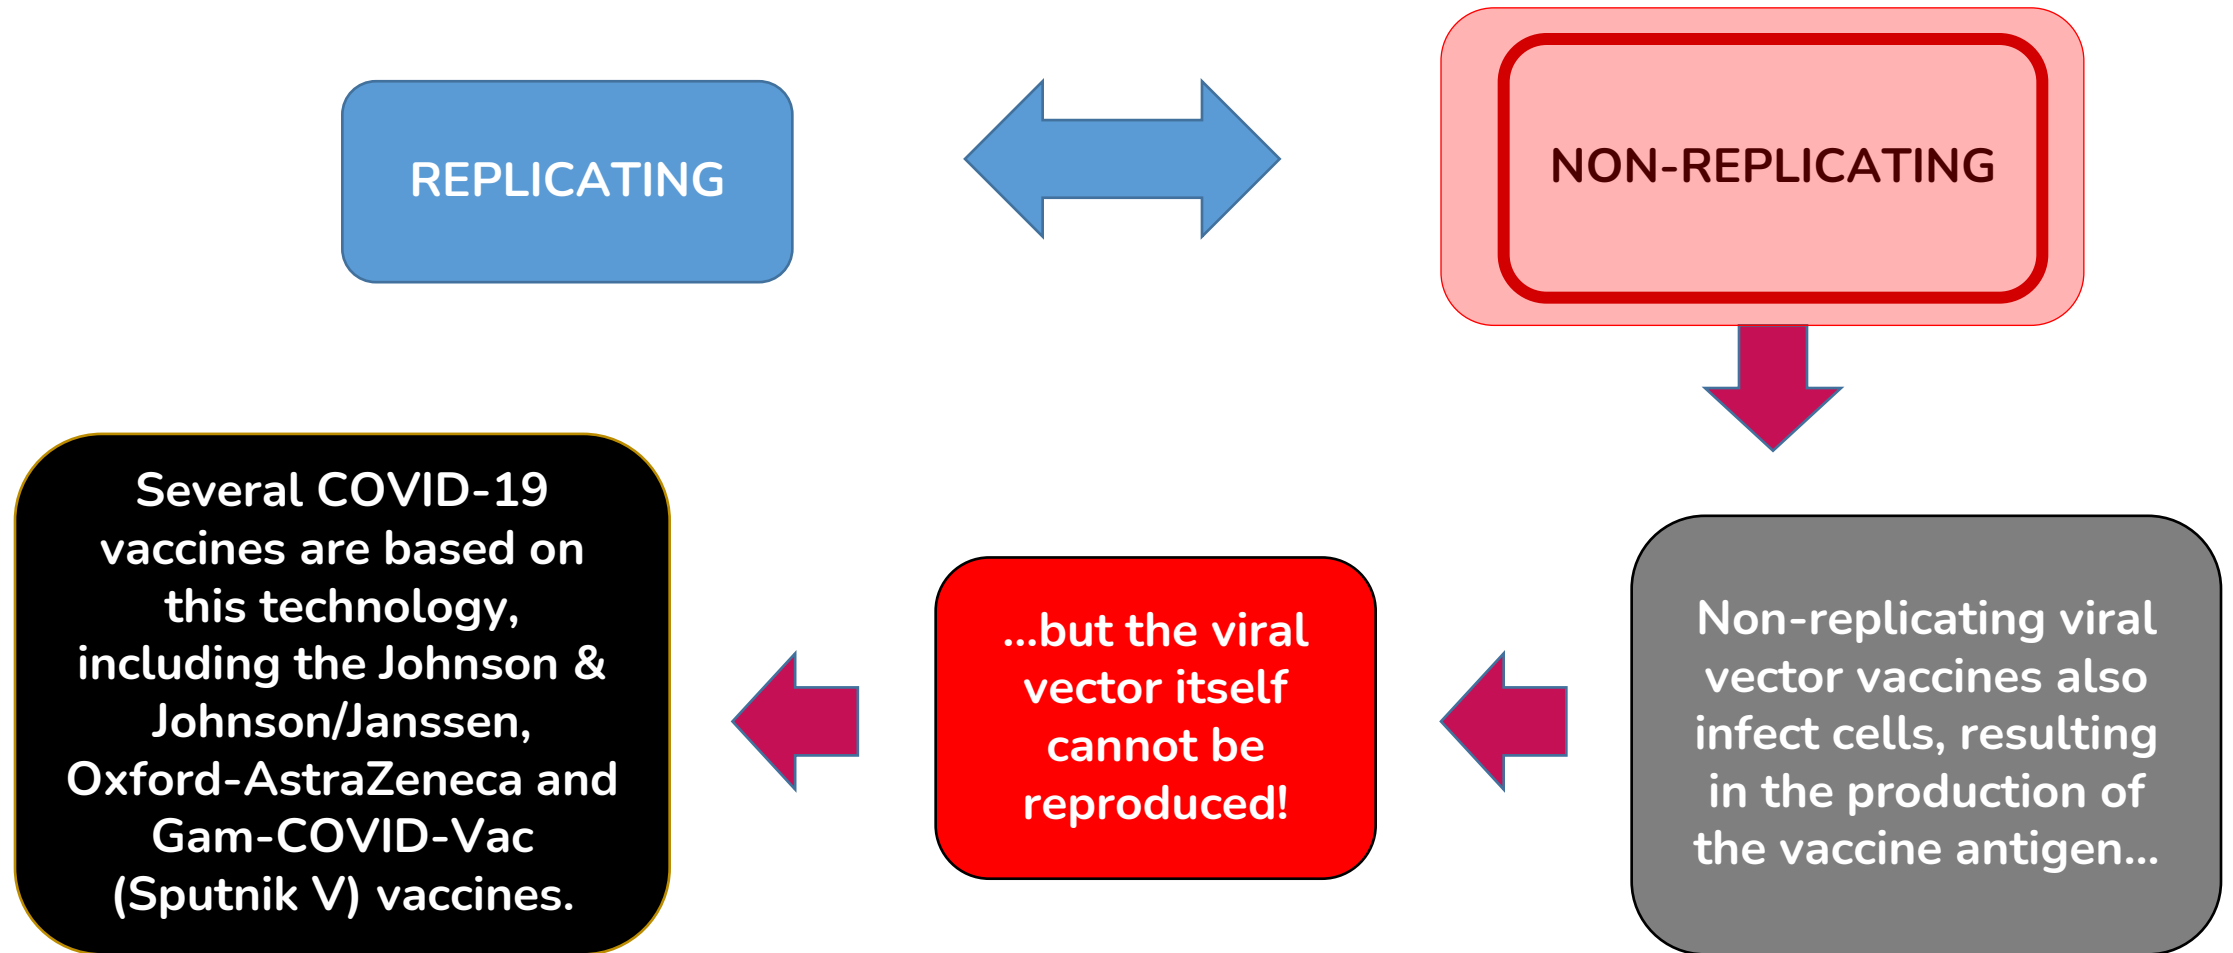 REPLICATING
NON-REPLICATING
Non-replicating viral
vector vaccines also
infect cells, resulting
in the production of
the vaccine antigen...
...but the viral
vector itself
cannot be
reproduced!
Several COVID-19
vaccines are based on
this technology,
including the Johnson &
Johnson/Janssen,
Oxford-AstraZeneca and
Gam-COVID-Vac
(Sputnik V) vaccines.